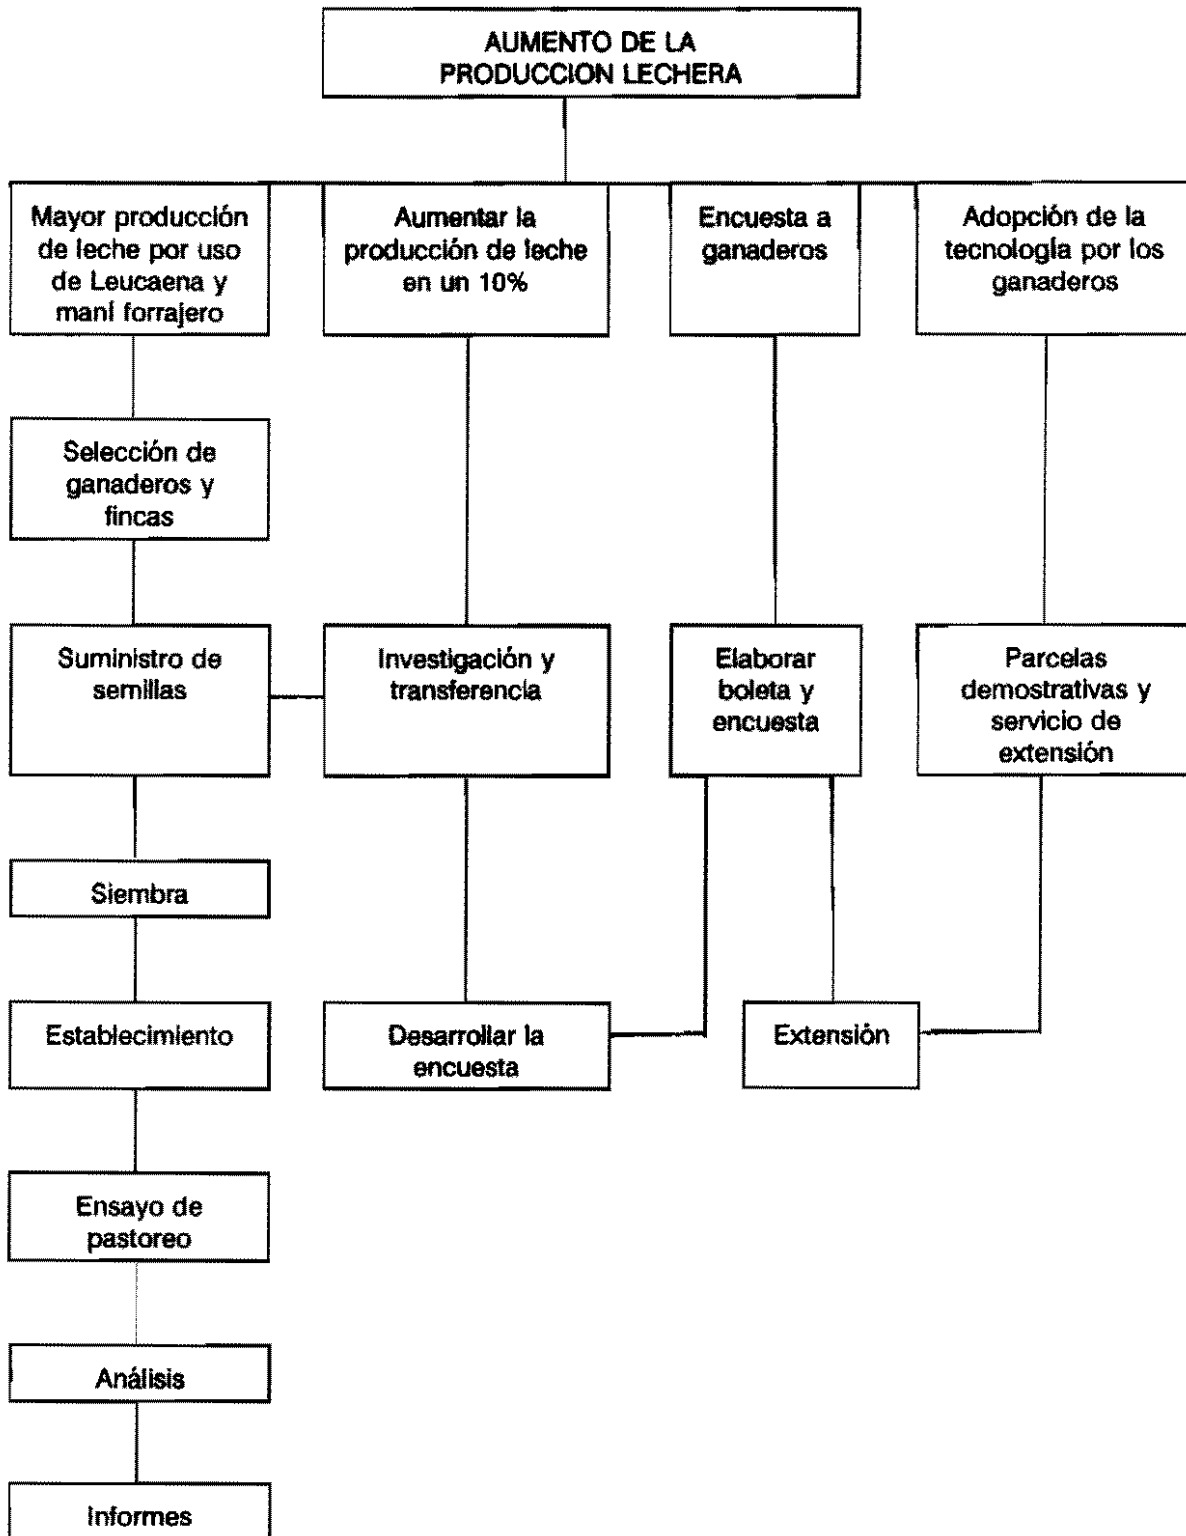 AUMENTO DE LA
PRODUCCION LECHERA
Mayor producción
de leche por uso
de Leucaena y
maní forrajero
Aumentar la
producción de leche
en un 10%
Encuesta a
ganaderos
Adopción de la
tecnología por los
ganaderos
Selección de
ganaderos y
fincas
Suministro de
semillas
Investigación y
transferencia
Elaborar
boleta y
encuesta
Parcelas
demostrativas y
servicio de
extensión
Siembra
Establecimiento
Desarrollar la
encuesta
Extensión
Ensayo de
pastoreo
Análisis
Informes